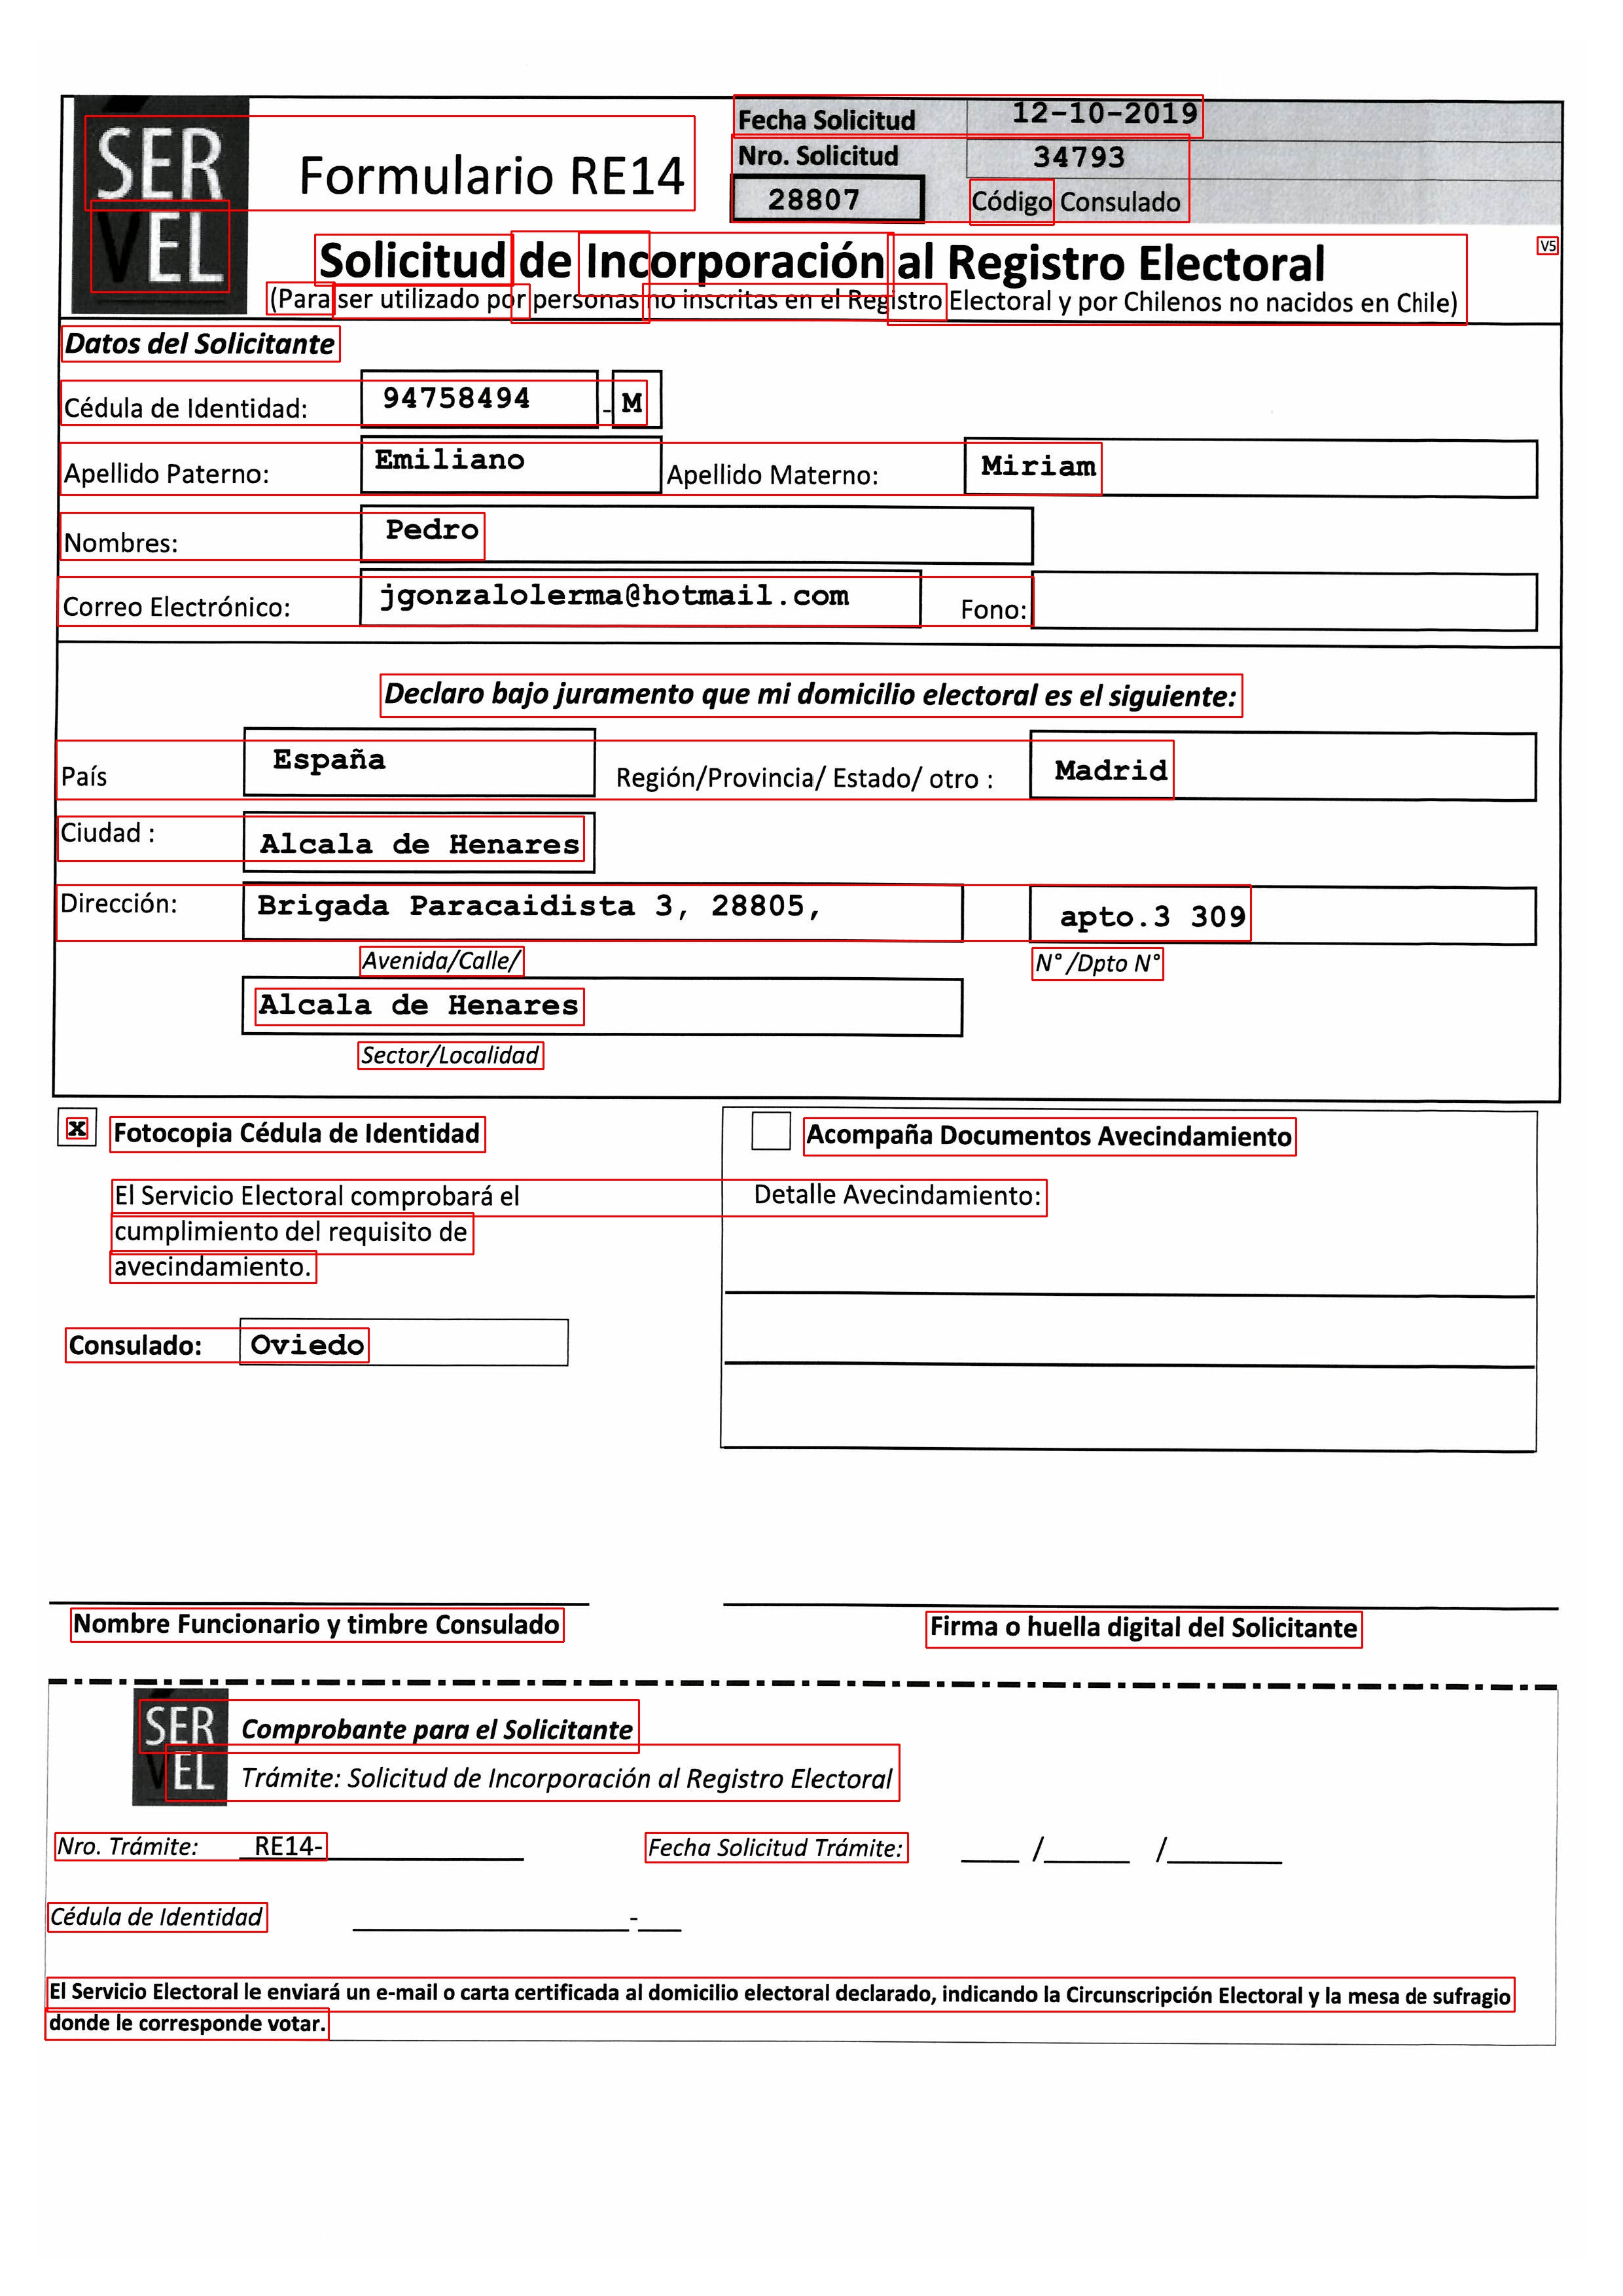 SER Formulario RE14 Fecha Solicitud 12-10-2019
Nro. Solicitud 34793
VEL 28807 Código Consulado
Solicitud de Incorporación al Registro Electoral V5
(Para ser utilizado por personas no inscritas en el Registro Electoral y por Chilenos no nacidos en Chile)
Datos del Solicitante
Cédula de Identidad: 94758494 - M
Apellido Paterno: Emiliano Apellido Materno: Miriam
Nombres: Pedro
Correo Electrónico: jgonzalolerma@hotmail.com Fono:
Declaro bajo juramento que mi domicilio electoral es el siguiente:
País España Región/Provincia/ Estado/ otro : Madrid
Ciudad : Alcala de Henares
Dirección: Brigada Paracaidista 3, 28805, apto.3 309
Avenida/Calle/ N° /Dpto N°
Alcala de Henares
Sector/Localidad
x Fotocopia Cédula de Identidad Acompaña Documentos Avecindamiento
El Servicio Electoral comprobará el Detalle Avecindamiento:
cumplimiento del requisito de
avecindamiento.
Consulado: Oviedo
Nombre Funcionario y timbre Consulado Firma o huella digital del Solicitante
SER Comprobante para el Solicitante
VEL Trámite: Solicitud de Incorporación al Registro Electoral
Nro. Trámite: RE14- Fecha Solicitud Trámite: ____ /______ /________
Cédula de Identidad ____________________-___
El Servicio Electoral le enviará un e-mail o carta certificada al domicilio electoral declarado, indicando la Circunscripción Electoral y la mesa de sufragio
donde le corresponde votar.